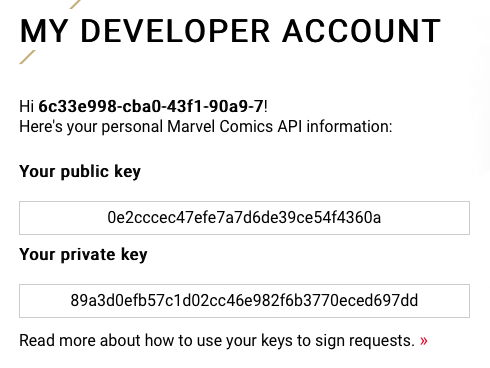 MY DEVELOPER ACCOUNT
Hi 6c33e998-cba0-43f1-90a9-7!
Here's your personal Marvel Comics API information:
Your public key
0e2cccec47efe7a7d6de39ce54f4360a
Your private key
89a3d0efb57c1d02cc46e982f6b3770eced697dd
Read more about how to use your keys to sign requests. »